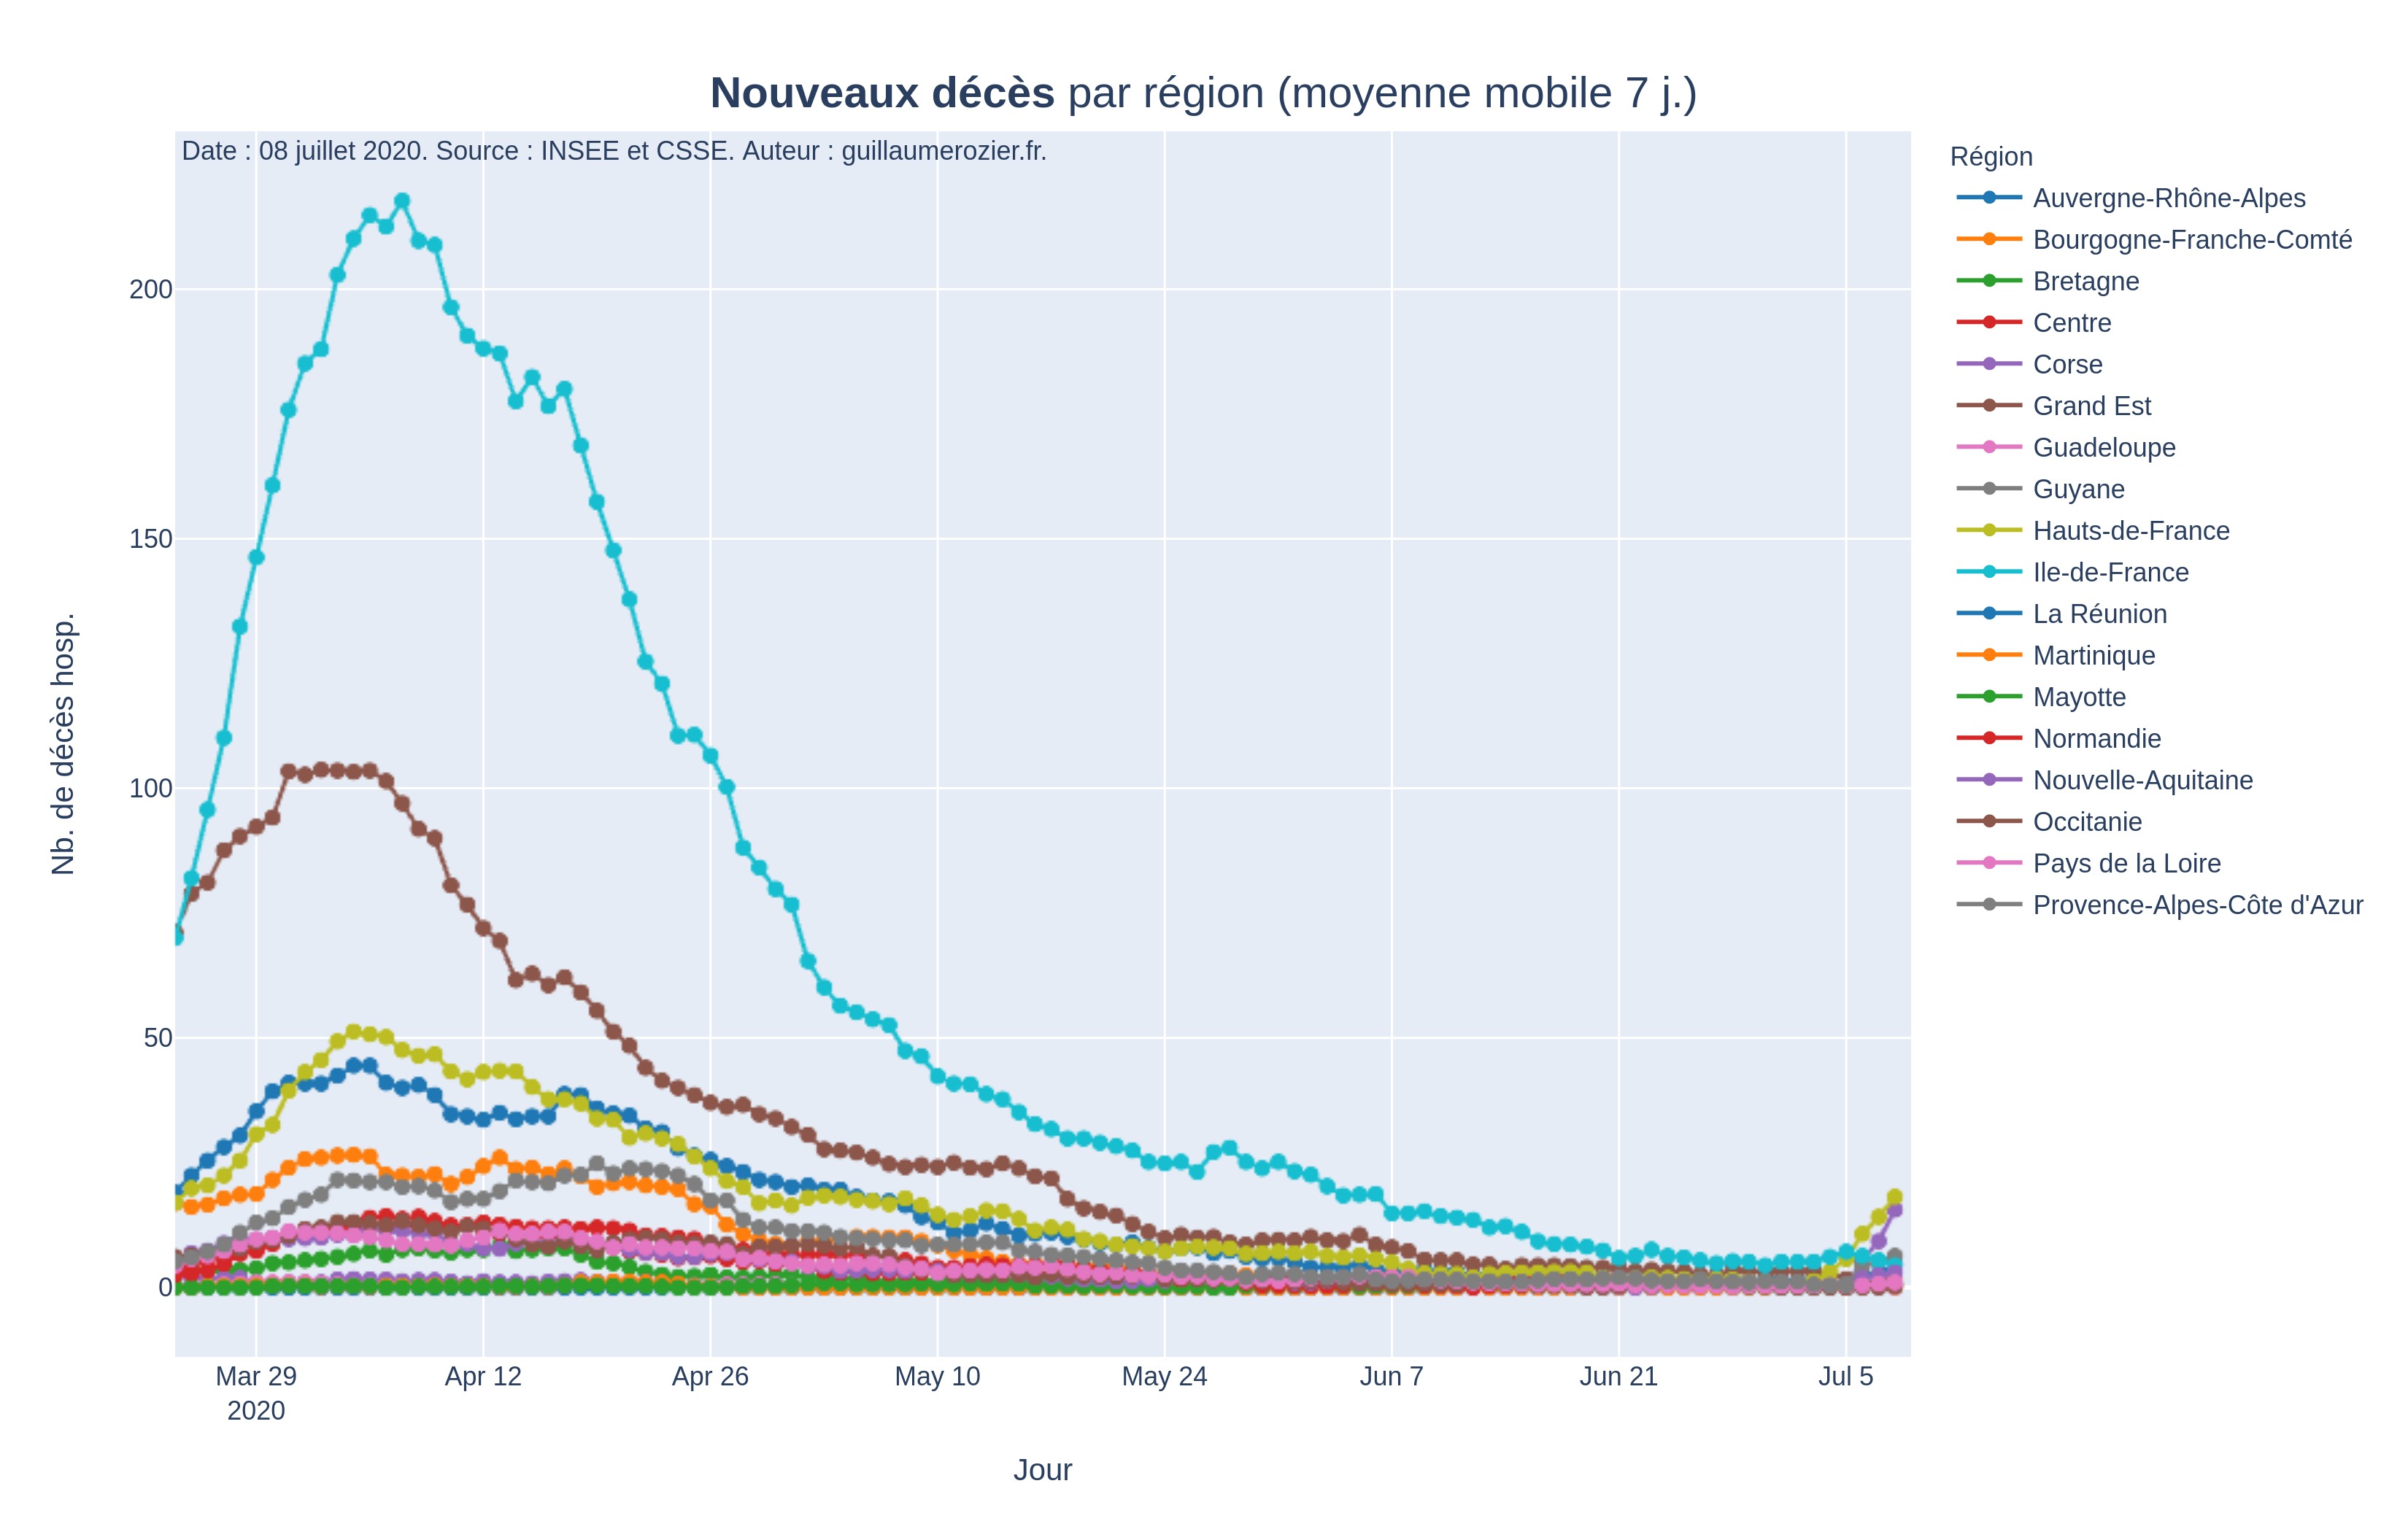 Nouveaux décès par région (moyenne mobile 7 j.)
Date : 08 juillet 2020. Source : INSEE et CSSE. Auteur : guillaumerozier.fr.
Nb. de décès hosp.
200
150
100
50
0
Mar 29
2020
Apr 12
Apr 26
May 10
May 24
Jun 7
Jun 21
Jul 5
Jour
Région
Auvergne-Rhône-Alpes
Bourgogne-Franche-Comté
Bretagne
Centre
Corse
Grand Est
Guadeloupe
Guyane
Hauts-de-France
Ile-de-France
La Réunion
Martinique
Mayotte
Normandie
Nouvelle-Aquitaine
Occitanie
Pays de la Loire
Provence-Alpes-Côte d'Azur